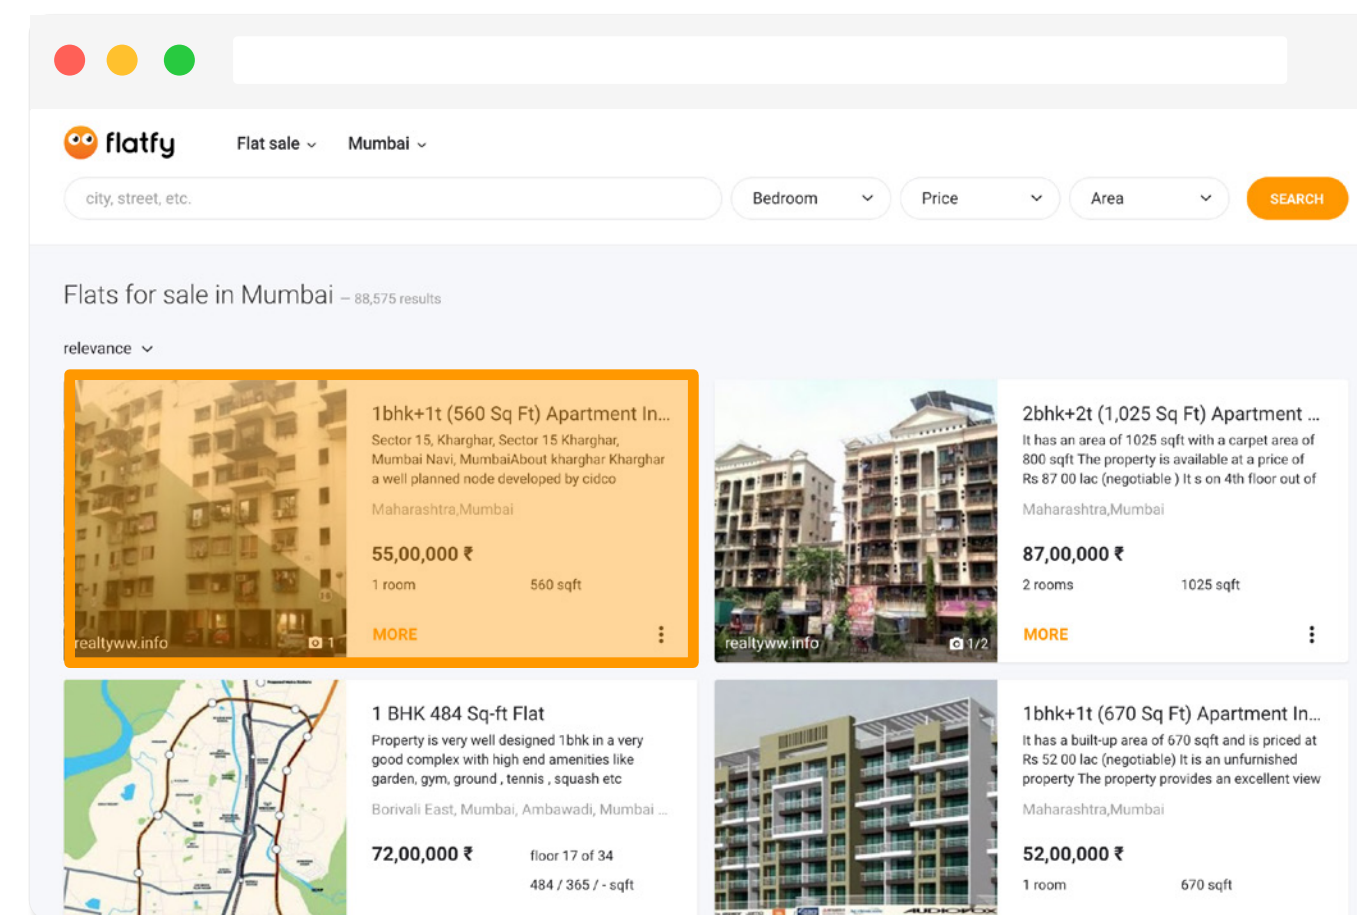 flatfy
Flat sale
Mumbai
city, street, etc.
Bedroom
Price
Area
SEARCH
Flats for sale in Mumbai – 88,575 results
relevance
1bhk+1t (560 Sq Ft) Apartment In...
Sector 15, Kharghar, Sector 15 Kharghar,
Mumbai Navi, MumbaiAbout kharghar Kharghar
a well planned node developed by cidco
Maharashtra,Mumbai
55,00,000 ₹
1 room
560 sqft
MORE
realtyww.info
1
2bhk+2t (1,025 Sq Ft) Apartment ...
It has an area of 1025 sqft with a carpet area of
800 sqft The property is available at a price of
Rs 87 00 lac (negotiable ) It s on 4th floor out of
Maharashtra,Mumbai
87,00,000 ₹
2 rooms
1025 sqft
MORE
realtyww.info
1/2
1 BHK 484 Sq-ft Flat
Property is very well designed 1bhk in a very
good complex with high end amenities like
garden, gym, ground , tennis , squash etc
Borivali East, Mumbai, Ambawadi, Mumbai ...
72,00,000 ₹
floor 17 of 34
484 / 365 / - sqft
1bhk+1t (670 Sq Ft) Apartment In...
It has a built-up area of 670 sqft and is priced at
Rs 52 00 lac (negotiable) It is an unfurnished
property The property provides an excellent view
Maharashtra,Mumbai
52,00,000 ₹
1 room
670 sqft
AUDIOFOX